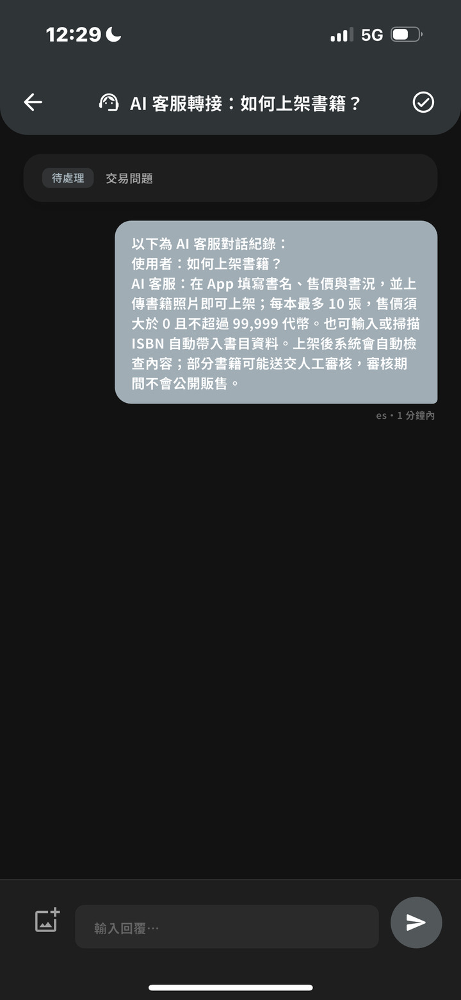 12:29
5G
AI 客服轉接：如何上架書籍？
待處理 交易問題
以下為 AI 客服對話紀錄：
使用者：如何上架書籍？
AI 客服：在 App 填寫書名、售價與書況，並上
傳書籍照片即可上架；每本最多 10 張，售價須
大於 0 且不超過 99,999 代幣。也可輸入或掃描
ISBN 自動帶入書目資料。上架後系統會自動檢
查內容；部分書籍可能送交人工審核，審核期
間不會公開販售。
es・1 分鐘內
輸入回覆⋯